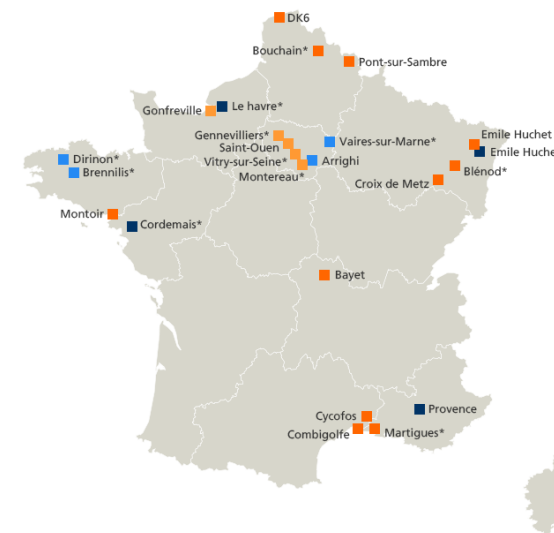 DK6
Bouchain*
Pont-sur-Sambre
Le havre*
Gonfreville
Gennevilliers*
Saint-Ouen
Vitry-sur-Seine*
Montereau*
Vaires-sur-Marne*
Arrighi
Emile Huchet
Emile Huche
Blénod*
Croix de Metz
Dirinon*
Brennilis*
Montoir
Cordemais*
Bayet
Provence
Cycofos
Combigolfe
Martigues*